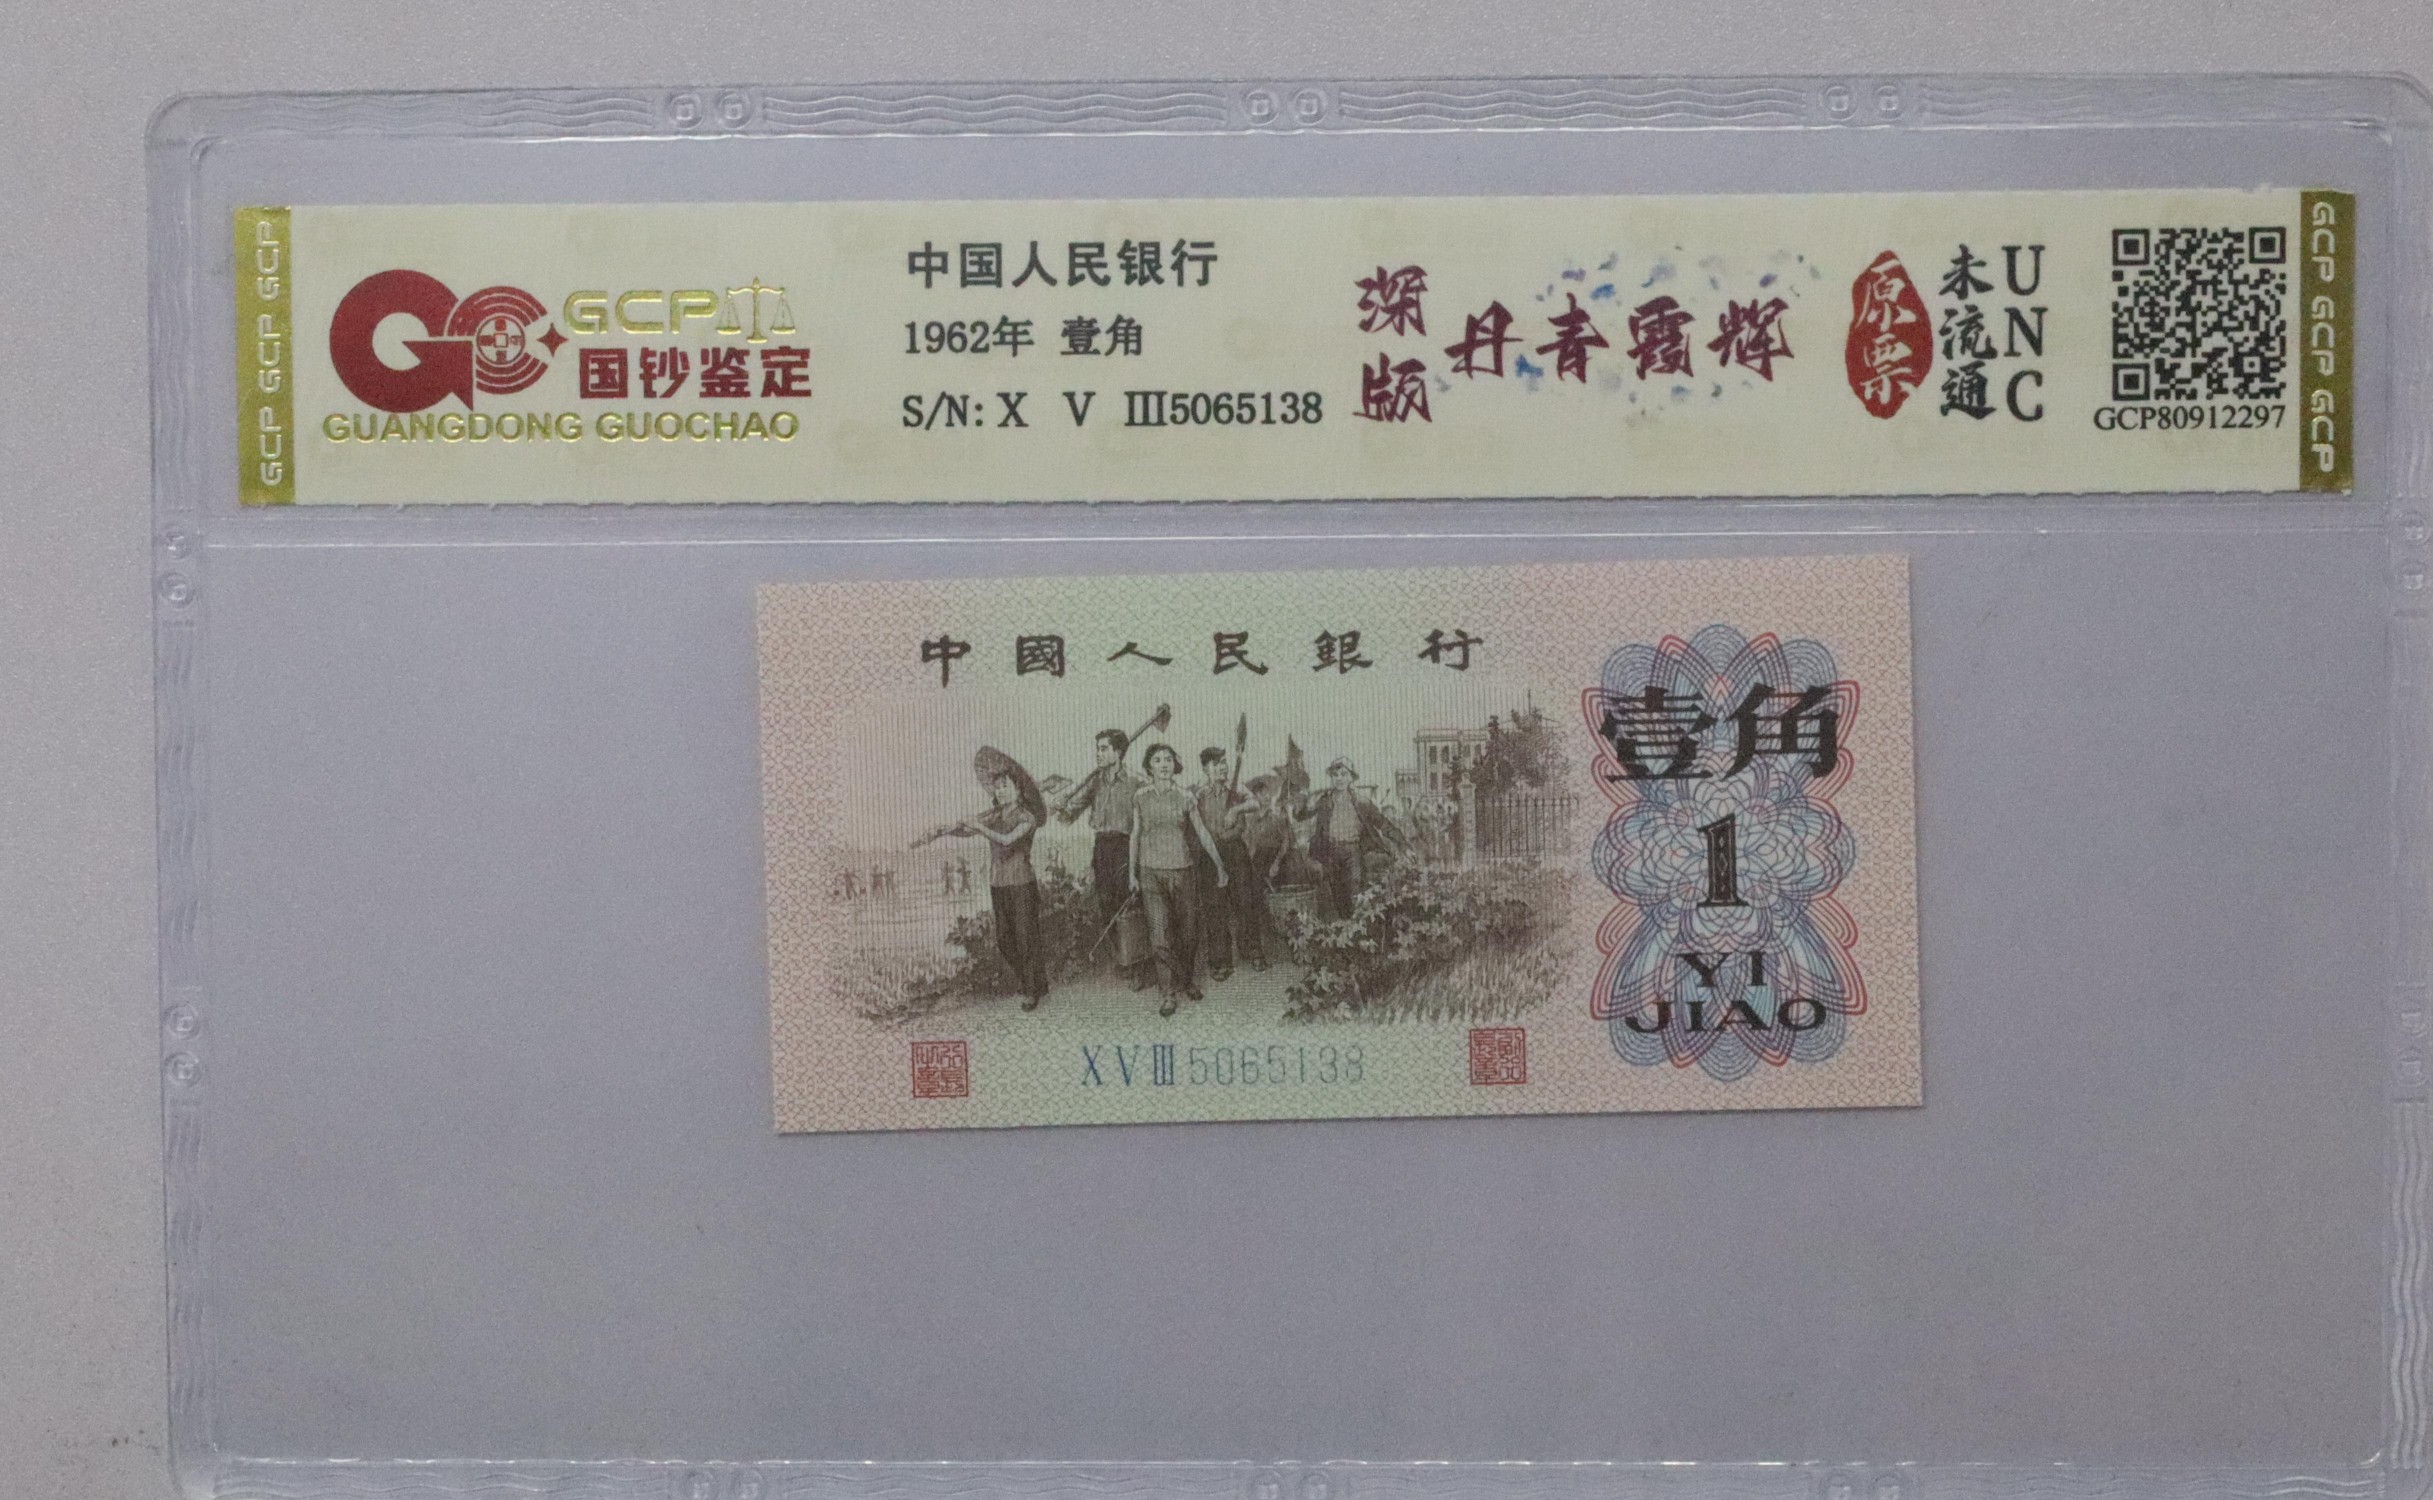 GCP GCP GCP
GCP
国钞鉴定
GUANGDONG GUOCHAO
中国人民银行
1962年 壹角
S/N: X V III5065138
深版
丹青霞辉
原票
未流通
UNC
GCP80912297
GCP GCP GCP
中國人民銀行
壹角
1
YI
JIAO
XVIII5065138